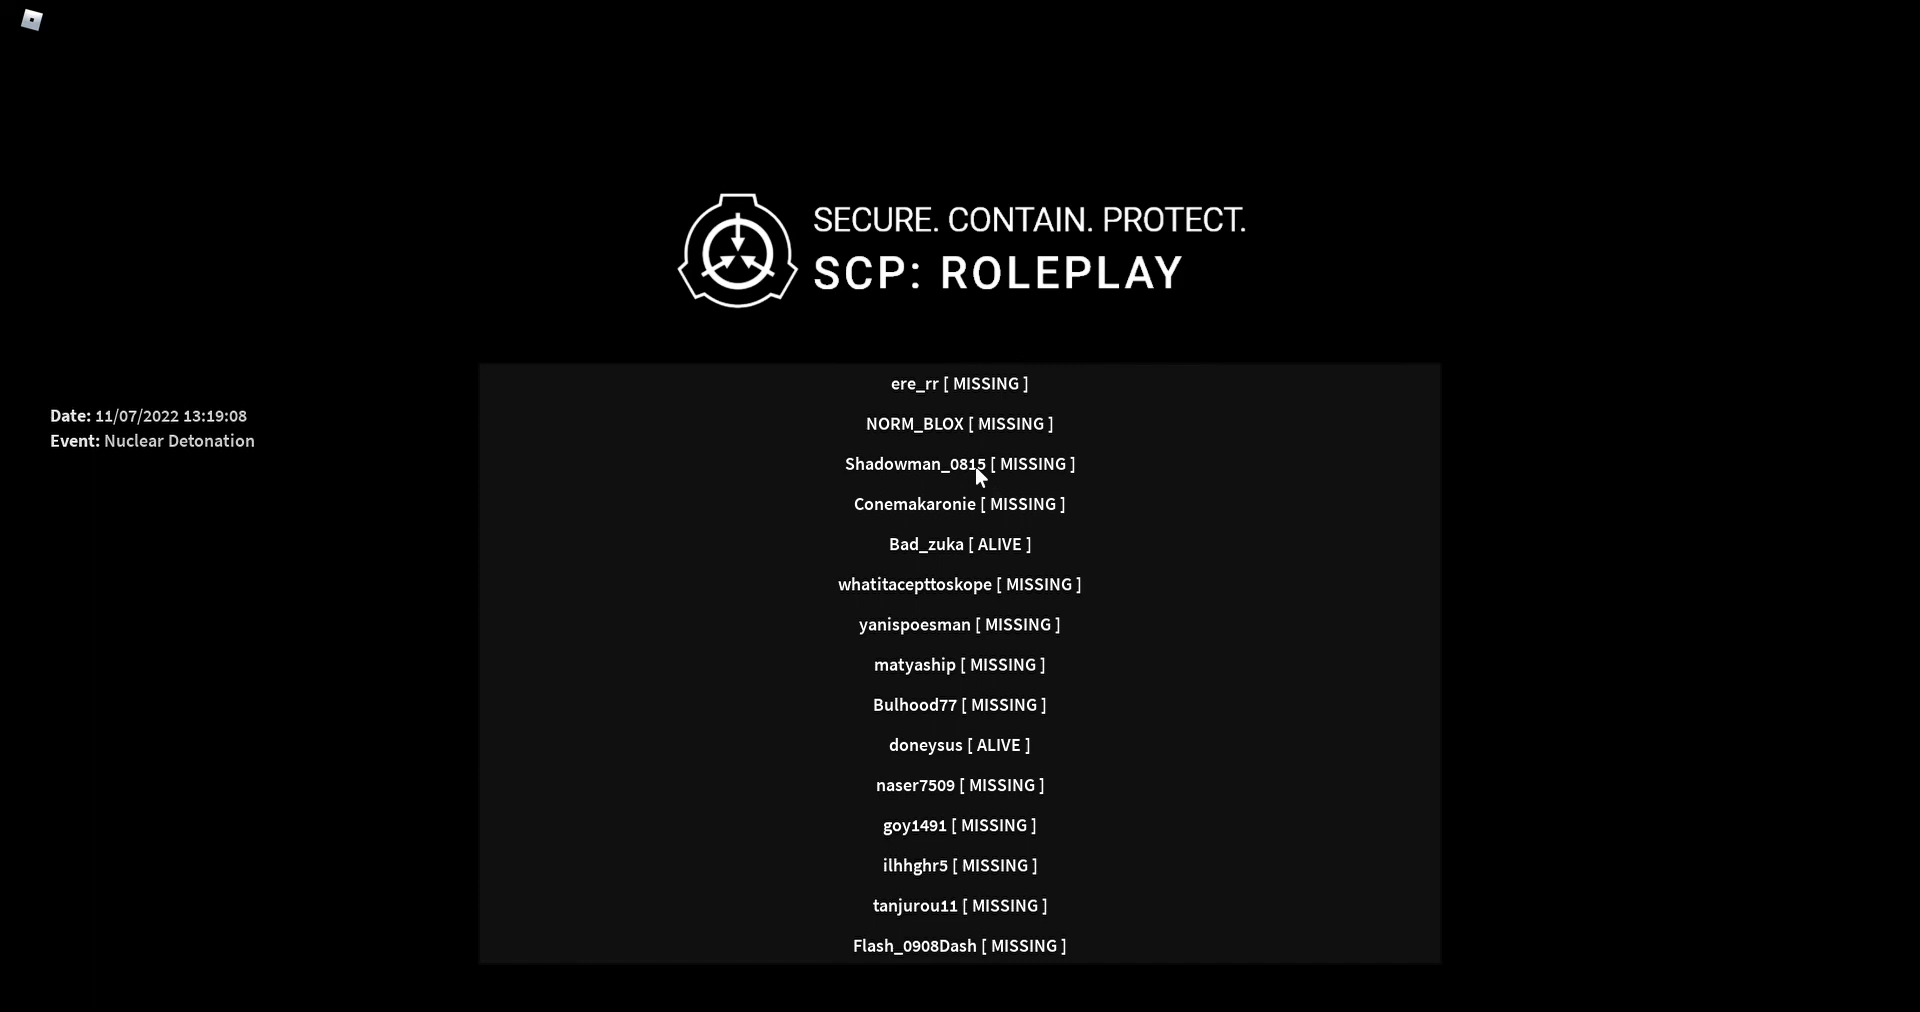 SECURE. CONTAIN. PROTECT.
SCP: ROLEPLAY
Date: 11/07/2022 13:19:08
Event: Nuclear Detonation
ere_rr [ MISSING ]
NORM_BLOX [ MISSING ]
Shadowman_0815 [ MISSING ]
Conemakaronie [ MISSING ]
Bad_zuka [ ALIVE ]
whatitacepttoskope [ MISSING ]
yanispoesman [ MISSING ]
matyaship [ MISSING ]
Bulhood77 [ MISSING ]
doneysus [ ALIVE ]
naser7509 [ MISSING ]
goy1491 [ MISSING ]
ilhhghr5 [ MISSING ]
tanjurou11 [ MISSING ]
Flash_0908Dash [ MISSING ]